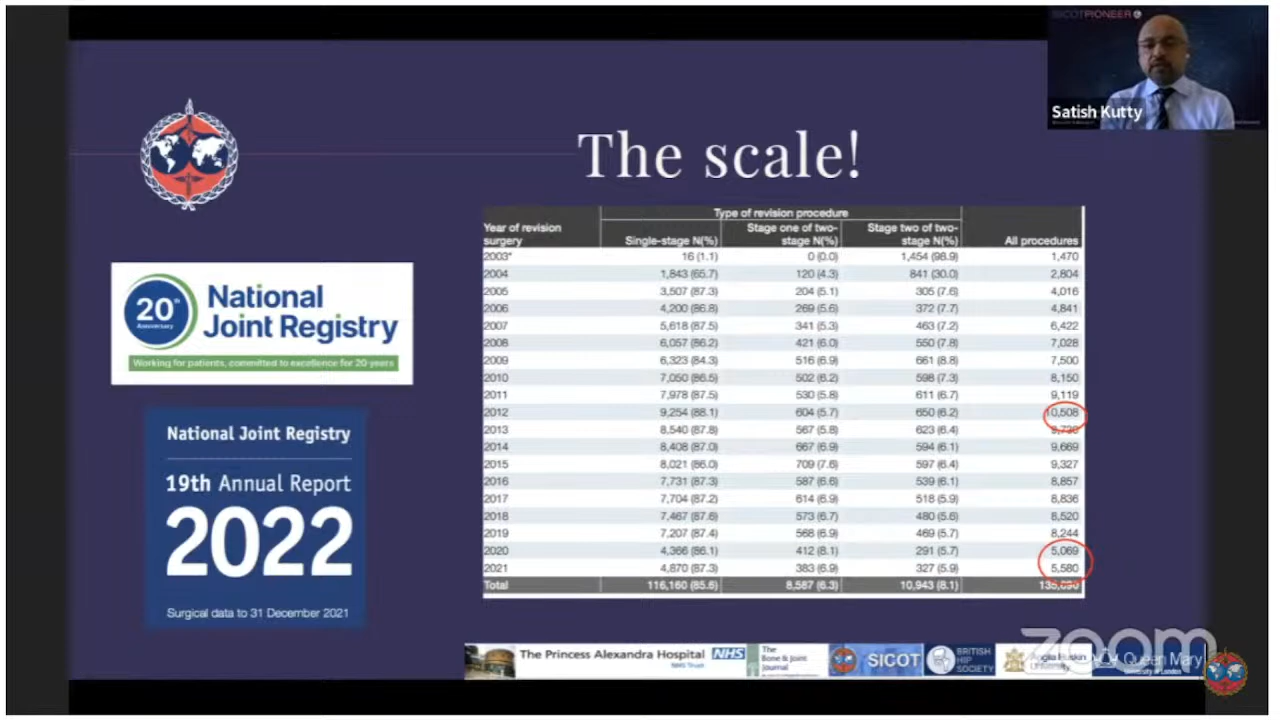 SICOTPIONEER
Satish Kutty
The scale!
20th
Anniversary
National
Joint Registry
Working for patients, committed to excellence for 20 years
National Joint Registry
19th Annual Report
2022
Surgical data to 31 December 2021
Type of revision procedure
Year of revision surgery Single-stage N(%) Stage one of two-stage N(%) Stage two of two-stage N(%) All procedures
2003* 16 (1.1) 0 (0.0) 1,454 (98.9) 1,470
2004 1,843 (65.7) 120 (4.3) 841 (30.0) 2,804
2005 3,507 (87.3) 204 (5.1) 305 (7.6) 4,016
2006 4,200 (86.8) 269 (5.6) 372 (7.7) 4,841
2007 5,618 (87.5) 341 (5.3) 463 (7.2) 6,422
2008 6,057 (86.2) 421 (6.0) 550 (7.8) 7,028
2009 6,323 (84.3) 516 (6.9) 661 (8.8) 7,500
2010 7,050 (86.5) 502 (6.2) 598 (7.3) 8,150
2011 7,978 (87.5) 530 (5.8) 611 (6.7) 9,119
2012 9,254 (88.1) 604 (5.7) 650 (6.2) 10,508
2013 8,540 (87.8) 567 (5.8) 623 (6.4) 9,730
2014 8,408 (87.0) 667 (6.9) 594 (6.1) 9,669
2015 8,021 (86.0) 709 (7.6) 597 (6.4) 9,327
2016 7,731 (87.3) 587 (6.6) 539 (6.1) 8,857
2017 7,704 (87.2) 614 (6.9) 518 (5.9) 8,836
2018 7,467 (87.6) 573 (6.7) 480 (5.6) 8,520
2019 7,207 (87.4) 568 (6.9) 469 (5.7) 8,244
2020 4,366 (86.1) 412 (8.1) 291 (5.7) 5,069
2021 4,870 (87.3) 383 (6.9) 327 (5.9) 5,580
Total 116,160 (85.6) 8,587 (6.3) 10,943 (8.1) 135,690
The Princess Alexandra Hospital NHS
NHS Trust
The
Bone & Joint
Journal
SICOT
BRITISH
HIP
SOCIETY
Anglia Ruskin
University
Queen Mary
University of London
zoom